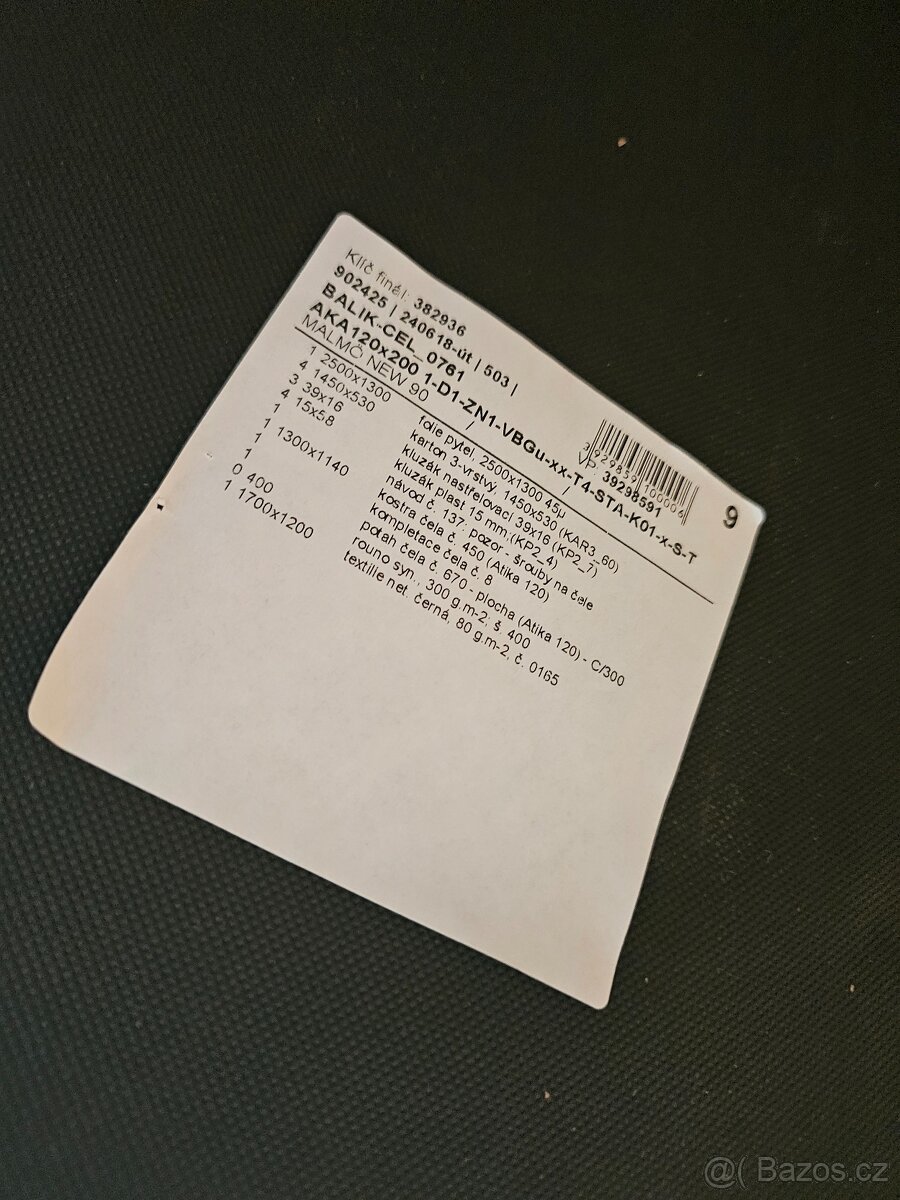 Klíč finál: 382936
902425 | 240618-út | 503 |
BALIK-CEL_0761
AKA120x200 1-D1-ZN1-VBGu-xx-T4-STA-K01-x-S-T
MALMÖ NEW 90 / /
3929859100006
VP: 39298591
9
1 2500x1300 folie pytel, 2500x1300 45µ
4 1450x530 karton 3-vrstvý, 1450x530 (KAR3_60)
3 39x16 kluzák nastřelovací 39x16 (KP2_7)
4 15x58 kluzák plast 15 mm,(KP2_4)
1 návod č. 137: pozor - šrouby na čele
1 1300x1140 kostra čela č. 450 (Atika 120)
1 kompletace čela č. 8
1 potah čela č. 670 - plocha (Atika 120) - C/300
0 400 rouno syn., 300 g.m-2, š. 400
1 1700x1200 textilie net. černá, 80 g.m-2, č. 0165
@( Bazos.cz